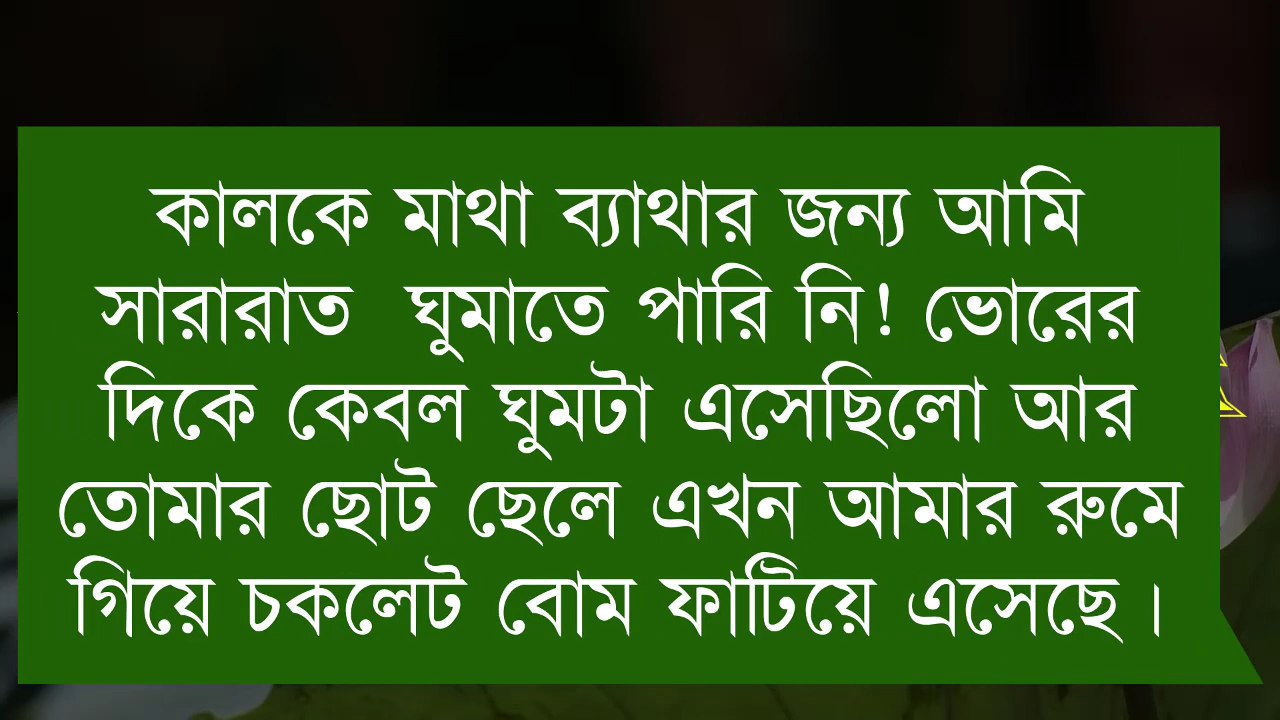 কালকে মাথা ব্যাথার জন্য আমি
সারারাত ঘুমাতে পারি নি! ভোরের
দিকে কেবল ঘুমটা এসেছিলো আর
তোমার ছোট ছেলে এখন আমার রুমে
গিয়ে চকলেট বোম ফাটিয়ে এসেছে।